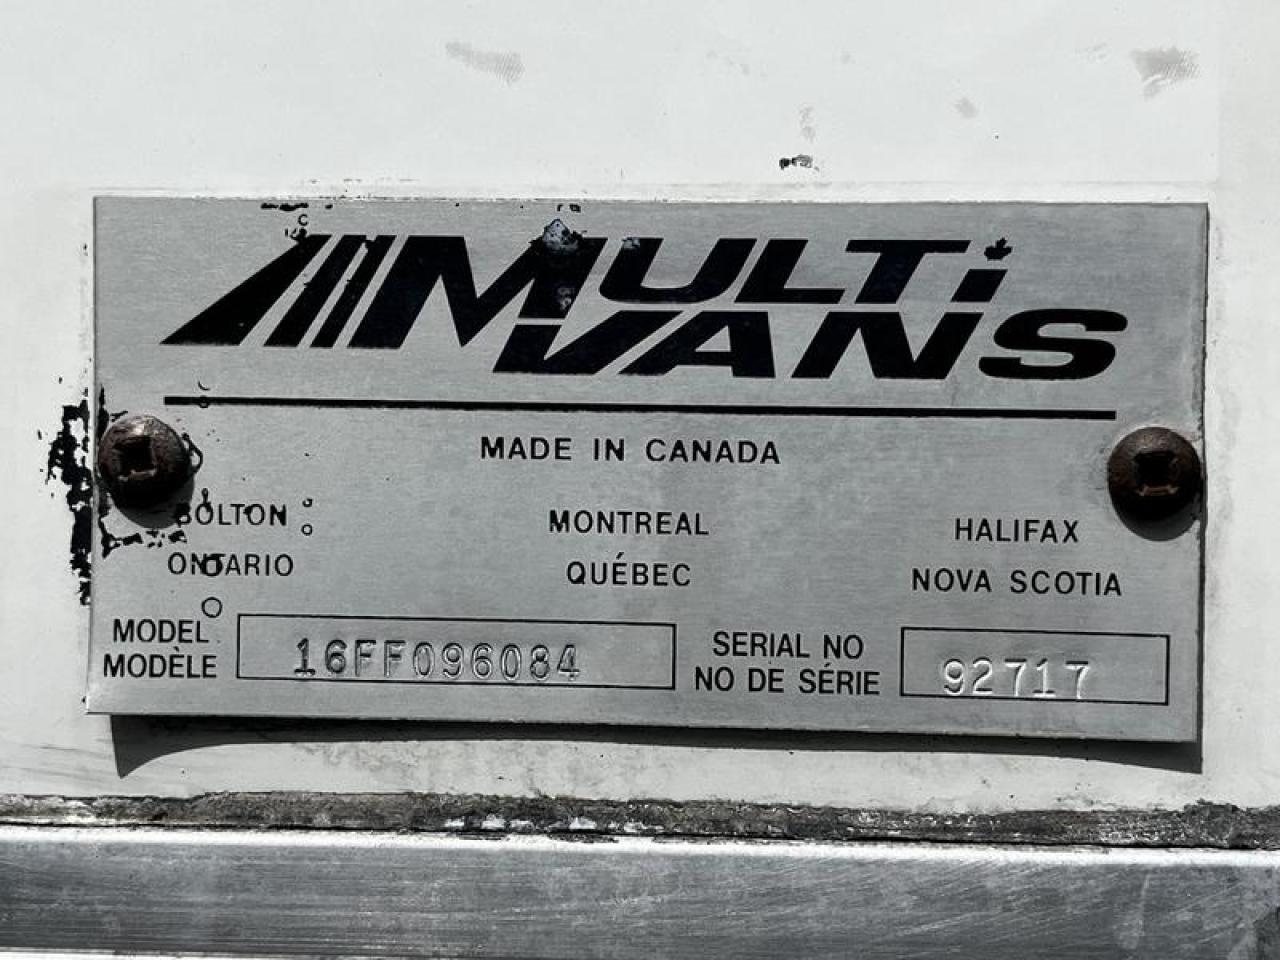 MULTi
VANS
MADE IN CANADA
BOLTON MONTREAL HALIFAX
ONTARIO QUÉBEC NOVA SCOTIA
MODEL SERIAL NO
MODÈLE 16FF096084 NO DE SÉRIE 92717